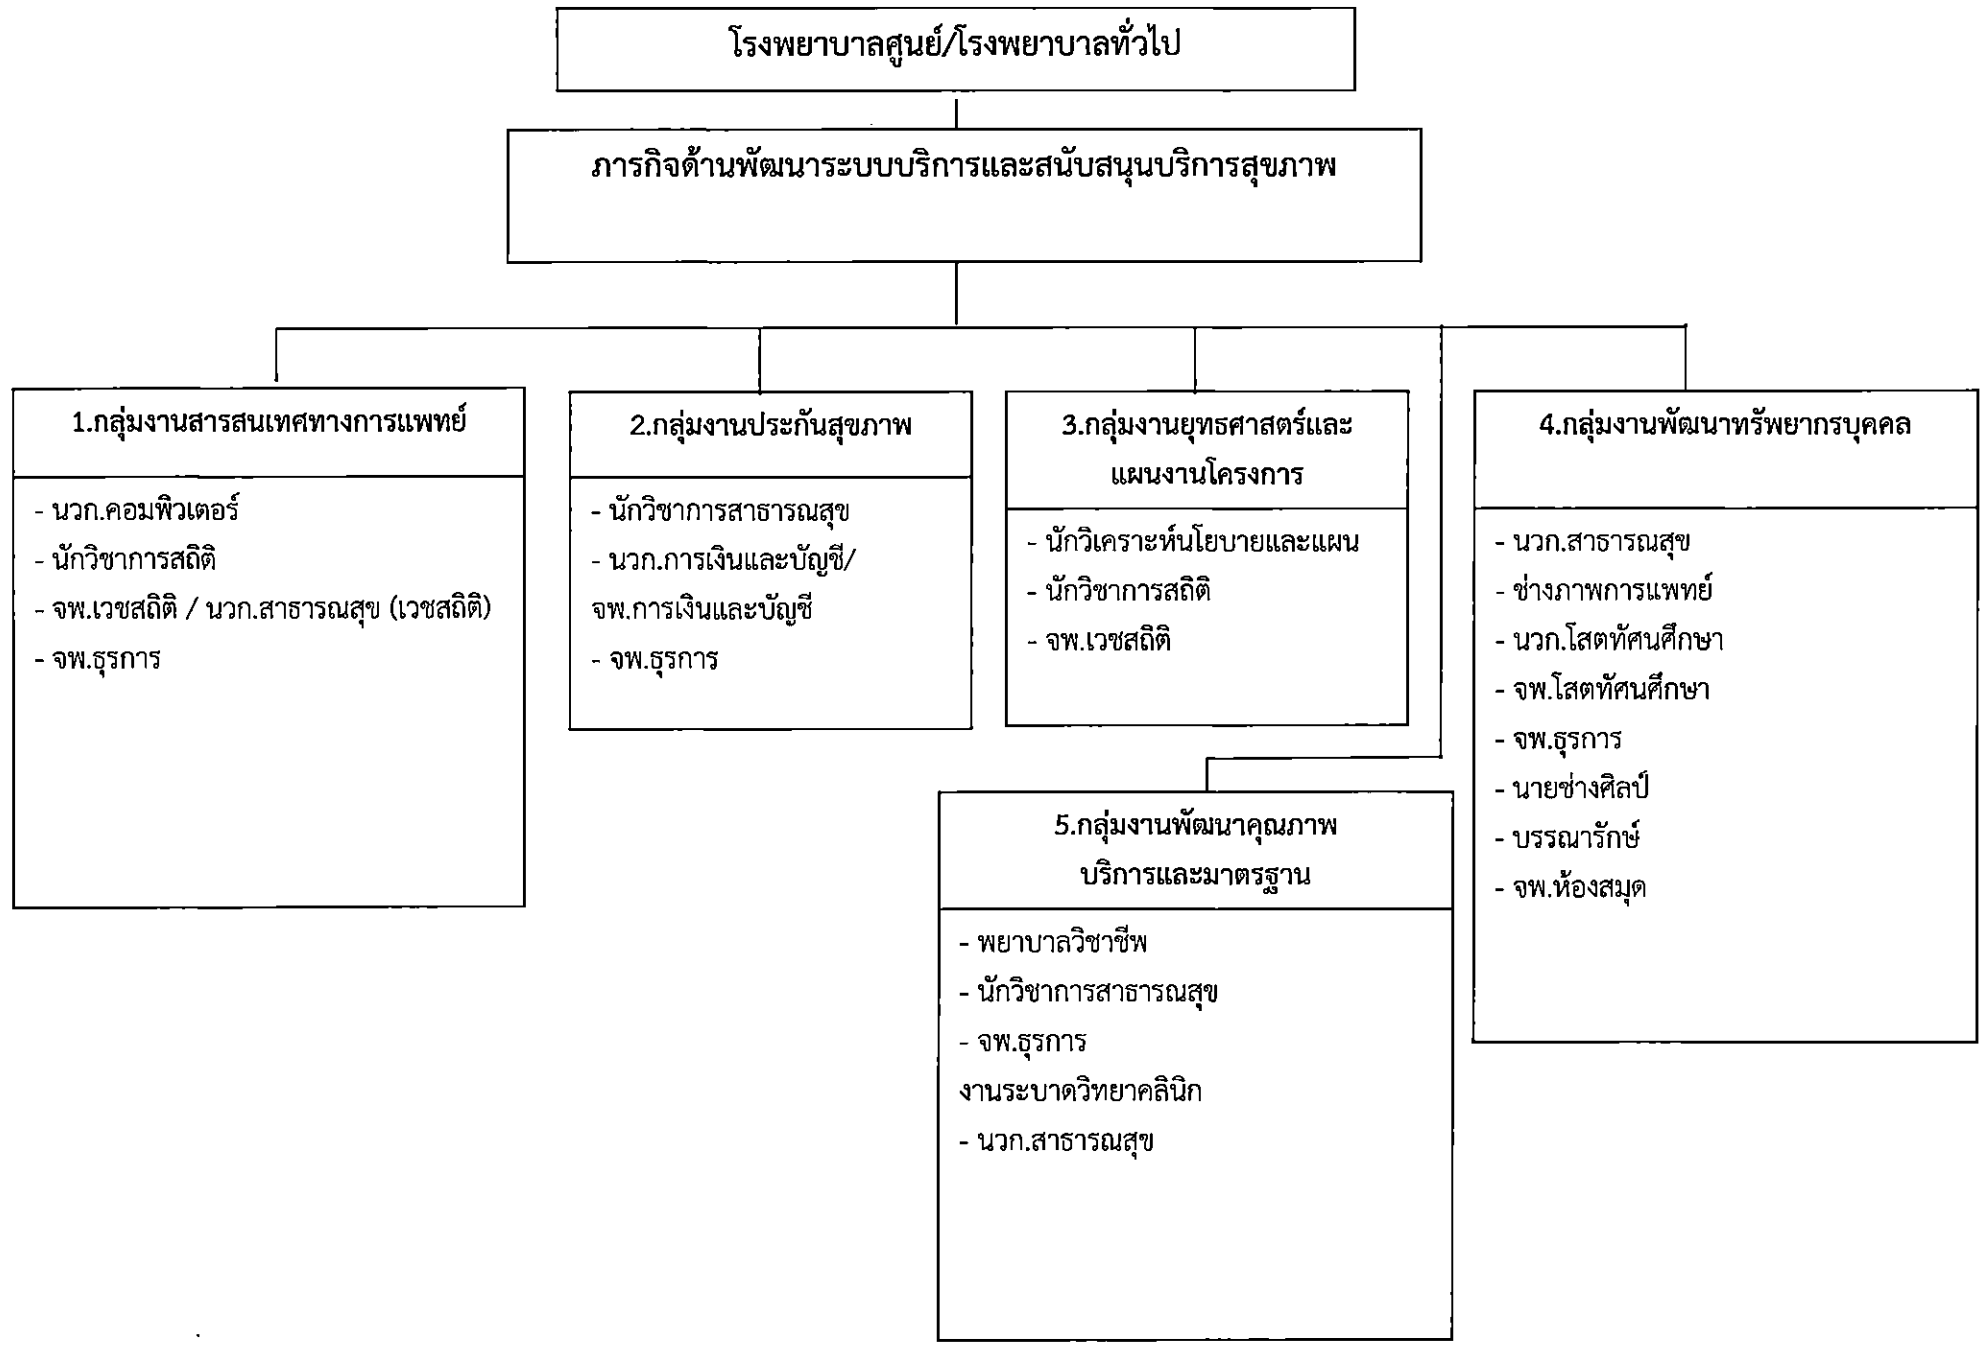 โรงพยาบาลศูนย์/โรงพยาบาลทั่วไป
ภารกิจด้านพัฒนาระบบบริการและสนับสนุนบริการสุขภาพ
1.กลุ่มงานสารสนเทศทางการแพทย์
- นวก.คอมพิวเตอร์
- นักวิชาการสถิติ
- จพ.เวชสถิติ / นวก.สาธารณสุข (เวชสถิติ)
- จพ.ธุรการ
2.กลุ่มงานประกันสุขภาพ
- นักวิชาการสาธารณสุข
- นวก.การเงินและบัญชี/
จพ.การเงินและบัญชี
- จพ.ธุรการ
3.กลุ่มงานยุทธศาสตร์และ
แผนงานโครงการ
- นักวิเคราะห์นโยบายและแผน
- นักวิชาการสถิติ
- จพ.เวชสถิติ
4.กลุ่มงานพัฒนาทรัพยากรบุคคล
- นวก.สาธารณสุข
- ช่างภาพการแพทย์
- นวก.โสตทัศนศึกษา
- จพ.โสตทัศนศึกษา
- จพ.ธุรการ
- นายช่างศิลป์
- บรรณารักษ์
- จพ.ห้องสมุด
5.กลุ่มงานพัฒนาคุณภาพ
บริการและมาตรฐาน
- พยาบาลวิชาชีพ
- นักวิชาการสาธารณสุข
- จพ.ธุรการ
งานระบาดวิทยาคลินิก
- นวก.สาธารณสุข